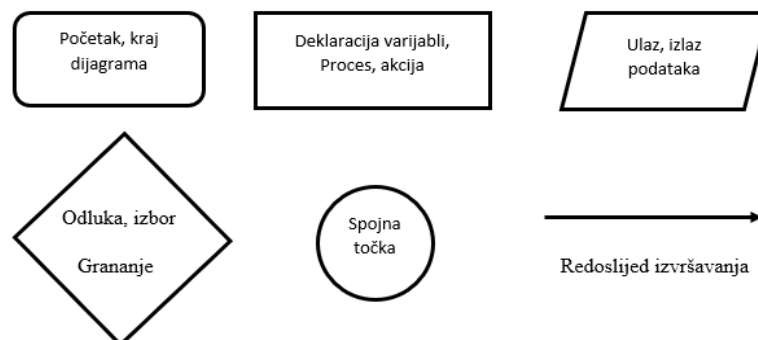 Početak, kraj
dijagrama
Deklaracija varijabli,
Proces, akcija
Ulaz, izlaz
podataka
Odluka, izbor
Grananje
Spojna
točka
Redoslijed izvršavanja